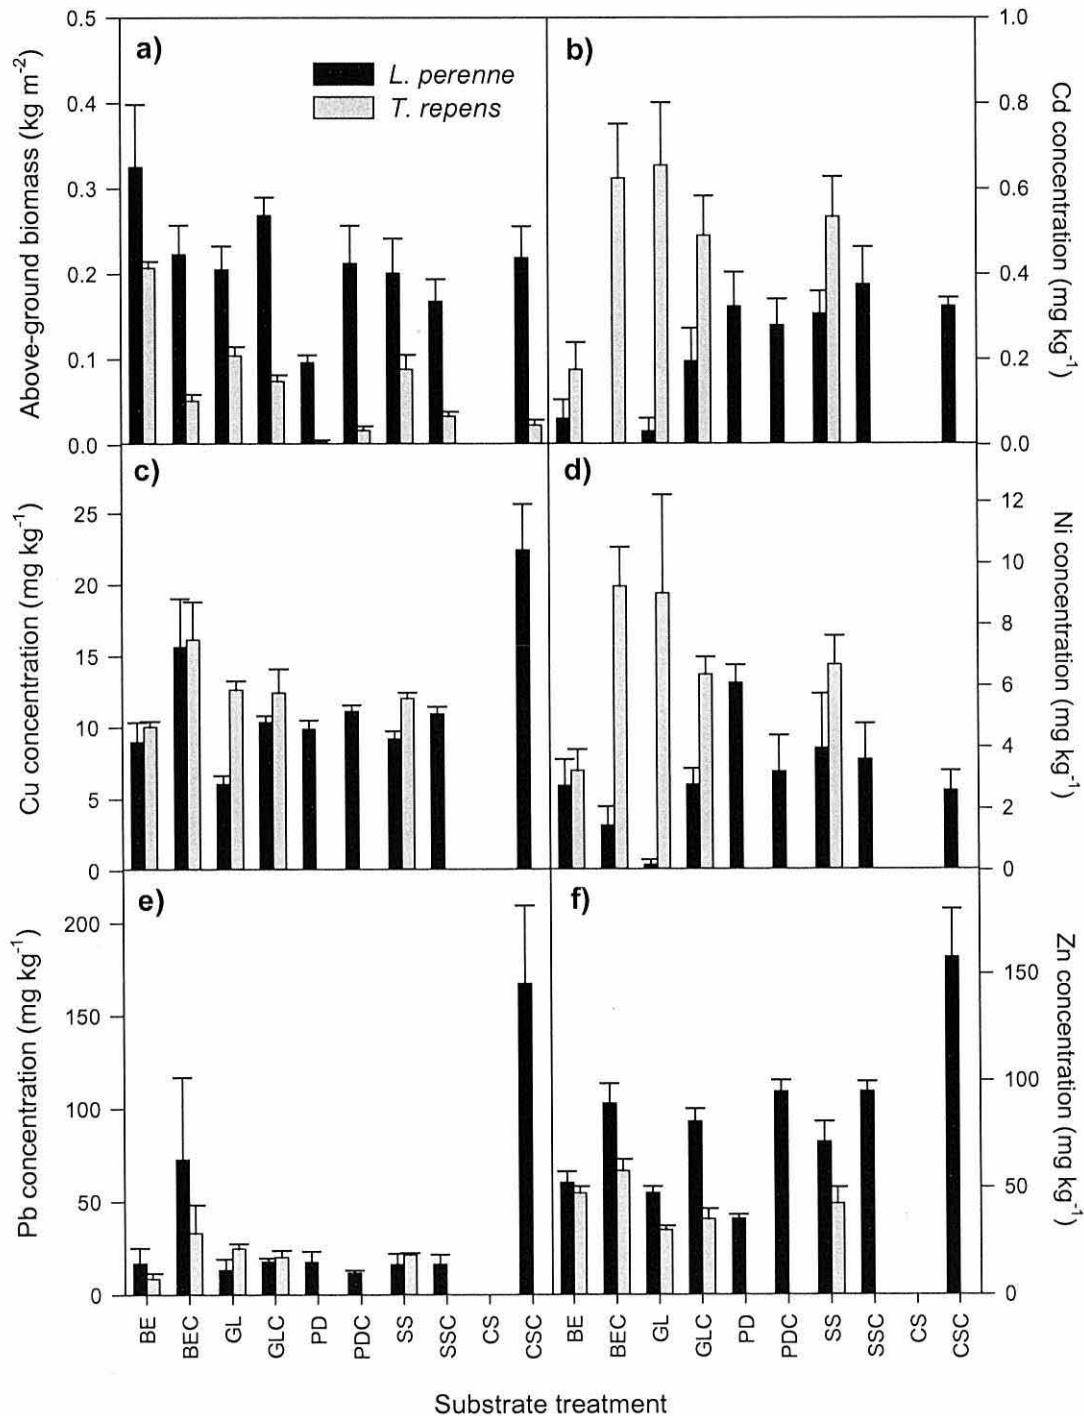 a)
L. perenne
T. repens
Above-ground biomass (kg m-2)
0.5
0.4
0.3
0.2
0.1
0.0
b)
1.0
0.8
0.6
0.4
0.2
0.0
Cd concentration (mg kg-1)
c)
Cu concentration (mg kg-1)
25
20
15
10
5
0
d)
12
10
8
6
4
2
0
Ni concentration (mg kg-1)
e)
Pb concentration (mg kg-1)
200
150
100
50
0
f)
150
100
50
0
Zn concentration (mg kg-1)
BE BEC GL GLC PD PDC SS SSC CS CSC
BE BEC GL GLC PD PDC SS SSC CS CSC
Substrate treatment